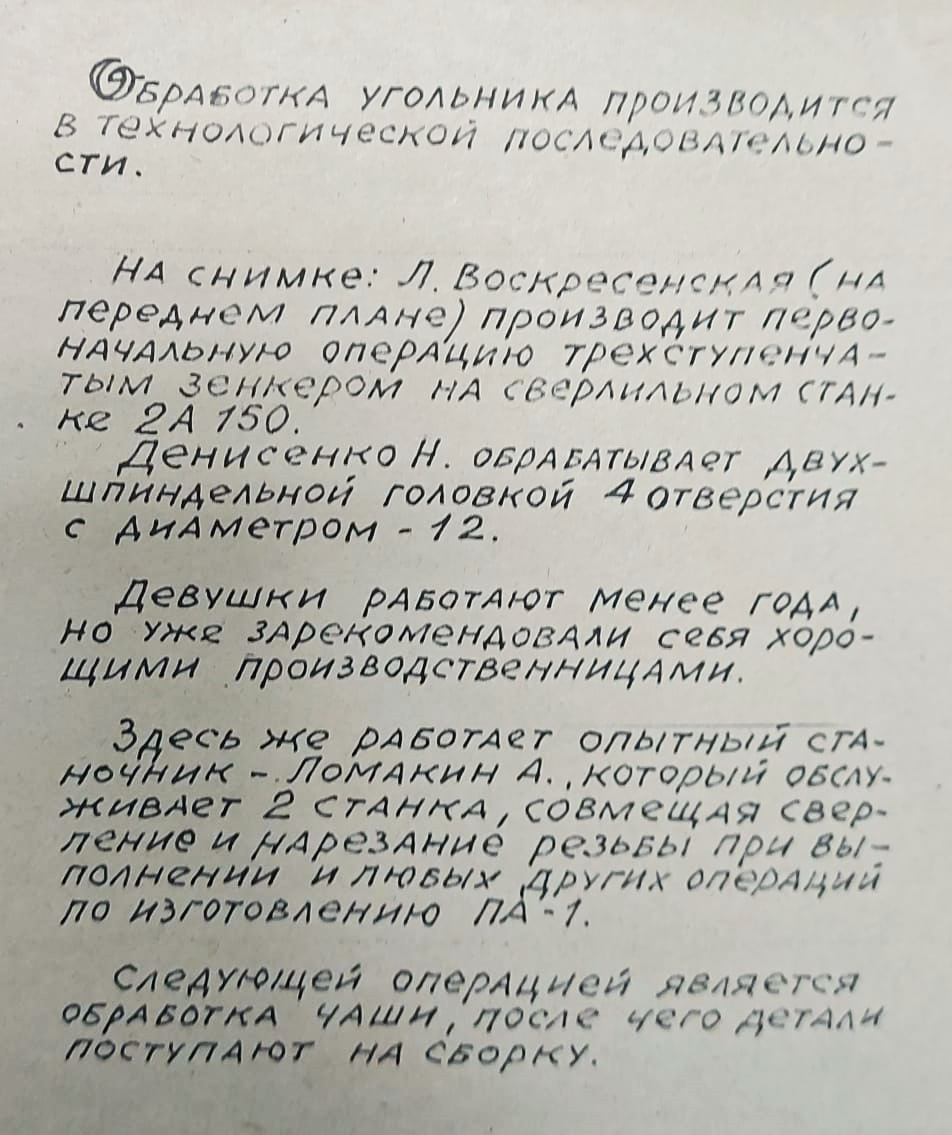 Обработка угольника производится
в технологической последовательно-
сти.
На снимке: Л. Воскресенская (на
переднем плане) производит перво-
начальную операцию трехступенча-
тым зенкером на сверлильном стан-
ке 2А 150.
Денисенко Н. обрабатывает двух-
шпиндельной головкой 4 отверстия
с диаметром - 12.
Девушки работают менее года,
но уже зарекомендовали себя хоро-
щими производственницами.
Здесь же работает опытный ста-
ночник - Ломакин А., который обслу-
живает 2 станка, совмещая свер-
ление и нарезание резьбы при вы-
полнении и любых других операций
по изготовлению ПА-1.
Следующей операцией является
обработка чаши, после чего детали
поступают на сборку.